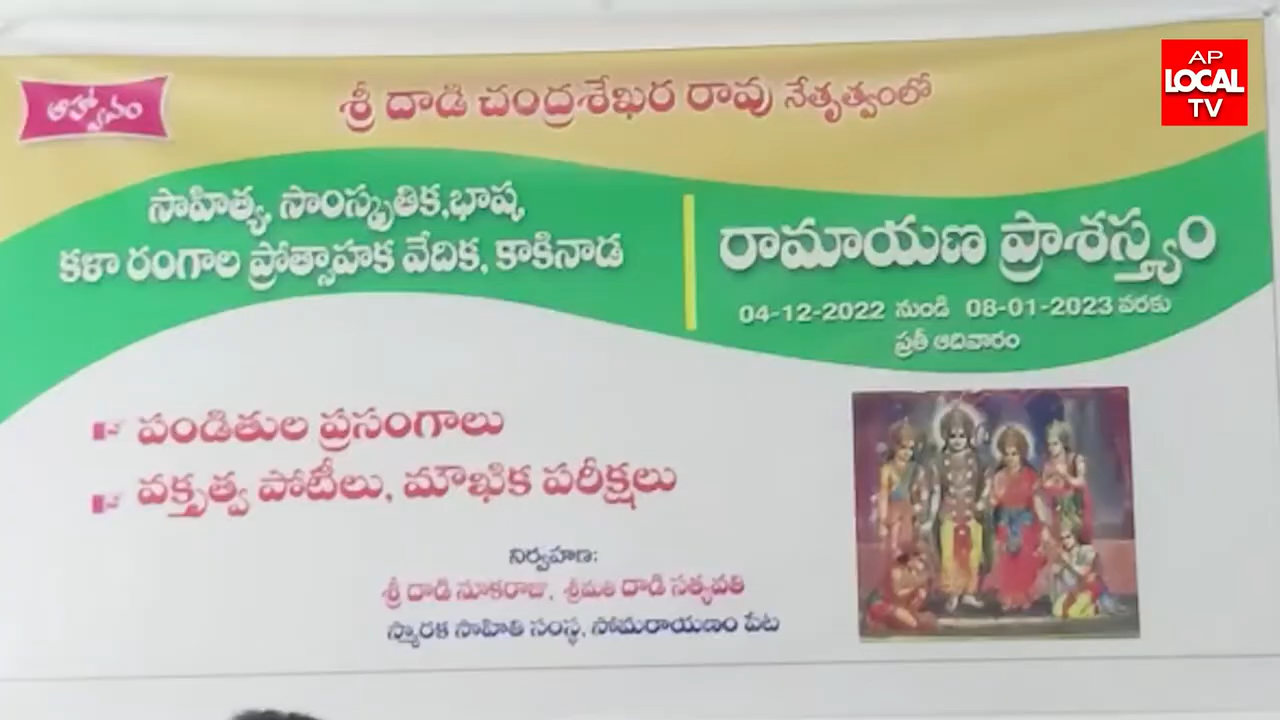 AP
LOCAL
TV
ఆహ్వానం
శ్రీ దాడి చంద్రశేఖర రావు నేతృత్వంలో
సాహిత్య, సాంస్కృతిక,భాష,
కళా రంగాల ప్రోత్సాహక వేదిక, కాకినాడ
రామాయణ ప్రాశస్త్యం
04-12-2022 నుండి 08-01-2023 వరకు
ప్రతీ ఆదివారం
పండితుల ప్రసంగాలు
వక్తృత్వ పోటీలు, మౌఖిక పరీక్షలు
నిర్వహణ:
శ్రీ దాడి నూకరాజు, శ్రీమతి దాడి సత్యవతి
స్మారక సాహితి సంస్థ, సోమరాయణం పేట